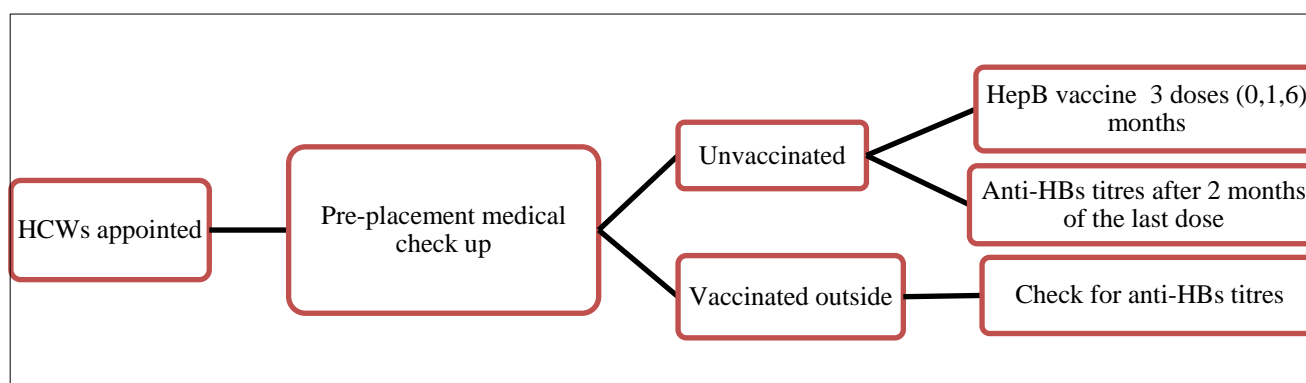 HCWs appointed
Pre-placement medical
check up
Unvaccinated
Vaccinated outside
HepB vaccine 3 doses (0,1,6)
months
Anti-HBs titres after 2 months
of the last dose
Check for anti-HBs titres